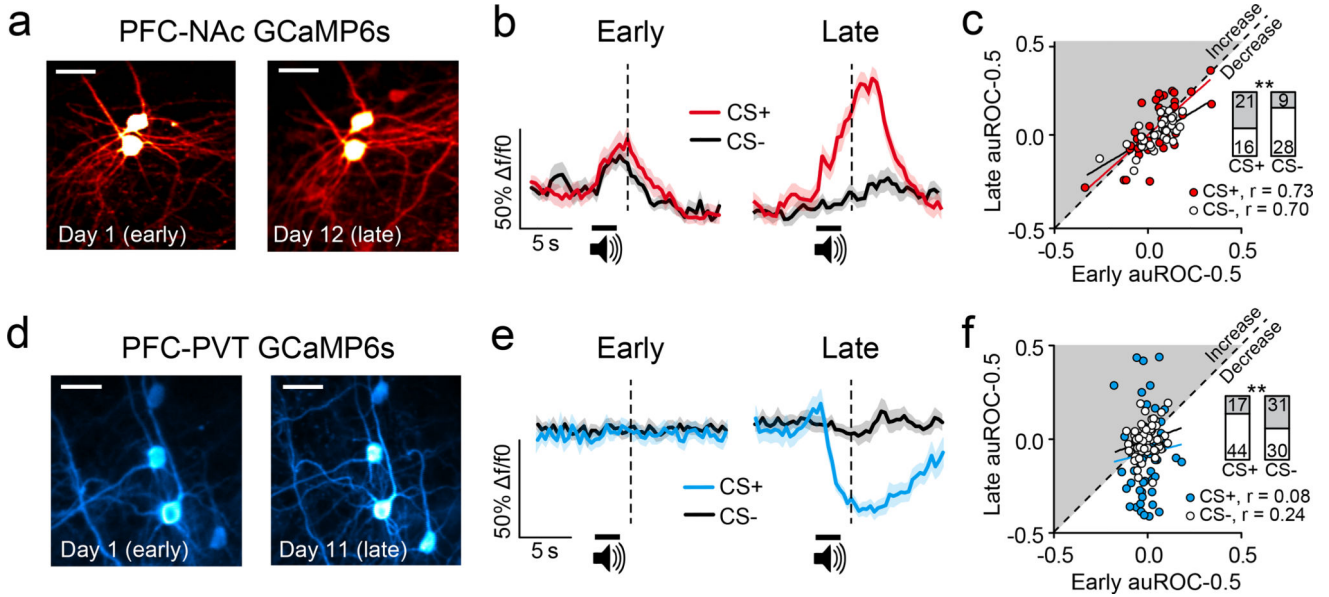 a
PFC-NAc GCaMP6s
Day 1 (early)
Day 12 (late)
b
Early
Late
CS+
CS-
50% Δf/f0
5 s
c
Late auROC-0.5
0.5
0.0
-0.5
-0.5
0.0
0.5
Early auROC-0.5
Increase
Decrease
**
21
9
16
28
CS+
CS-
CS+, r = 0.73
CS-, r = 0.70
d
PFC-PVT GCaMP6s
Day 1 (early)
Day 11 (late)
e
Early
Late
CS+
CS-
50% Δf/f0
5 s
f
Late auROC-0.5
0.5
0.0
-0.5
-0.5
0.0
0.5
Early auROC-0.5
Increase
Decrease
**
17
31
44
30
CS+
CS-
CS+, r = 0.08
CS-, r = 0.24